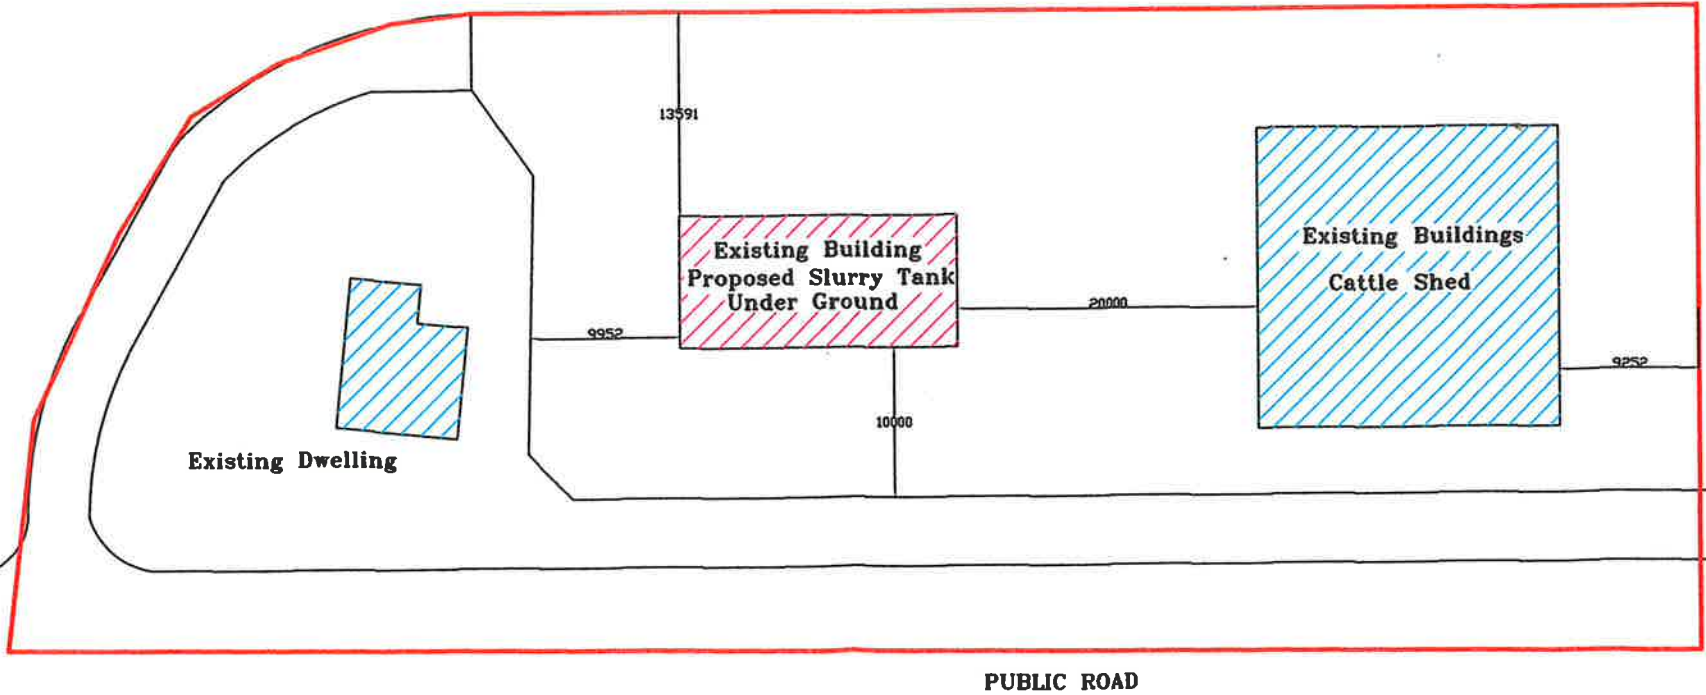 13591
Existing Building
Proposed Slurry Tank
Under Ground
Existing Buildings
Cattle Shed
20000
9952
9252
10000
Existing Dwelling
PUBLIC ROAD